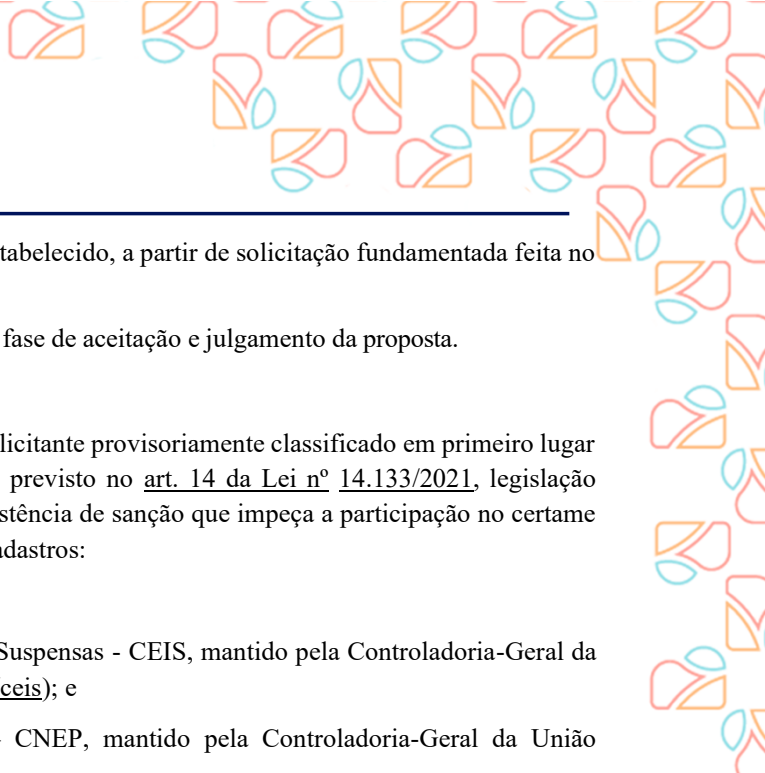 tabelecido, a partir de solicitação fundamentada feita no
fase de aceitação e julgamento da proposta.
licitante provisoriamente classificado em primeiro lugar
previsto no art. 14 da Lei nº 14.133/2021, legislação
stência de sanção que impeça a participação no certame
adastros:
Suspensas - CEIS, mantido pela Controladoria-Geral da
ceis); e
CNEP, mantido pela Controladoria-Geral da União